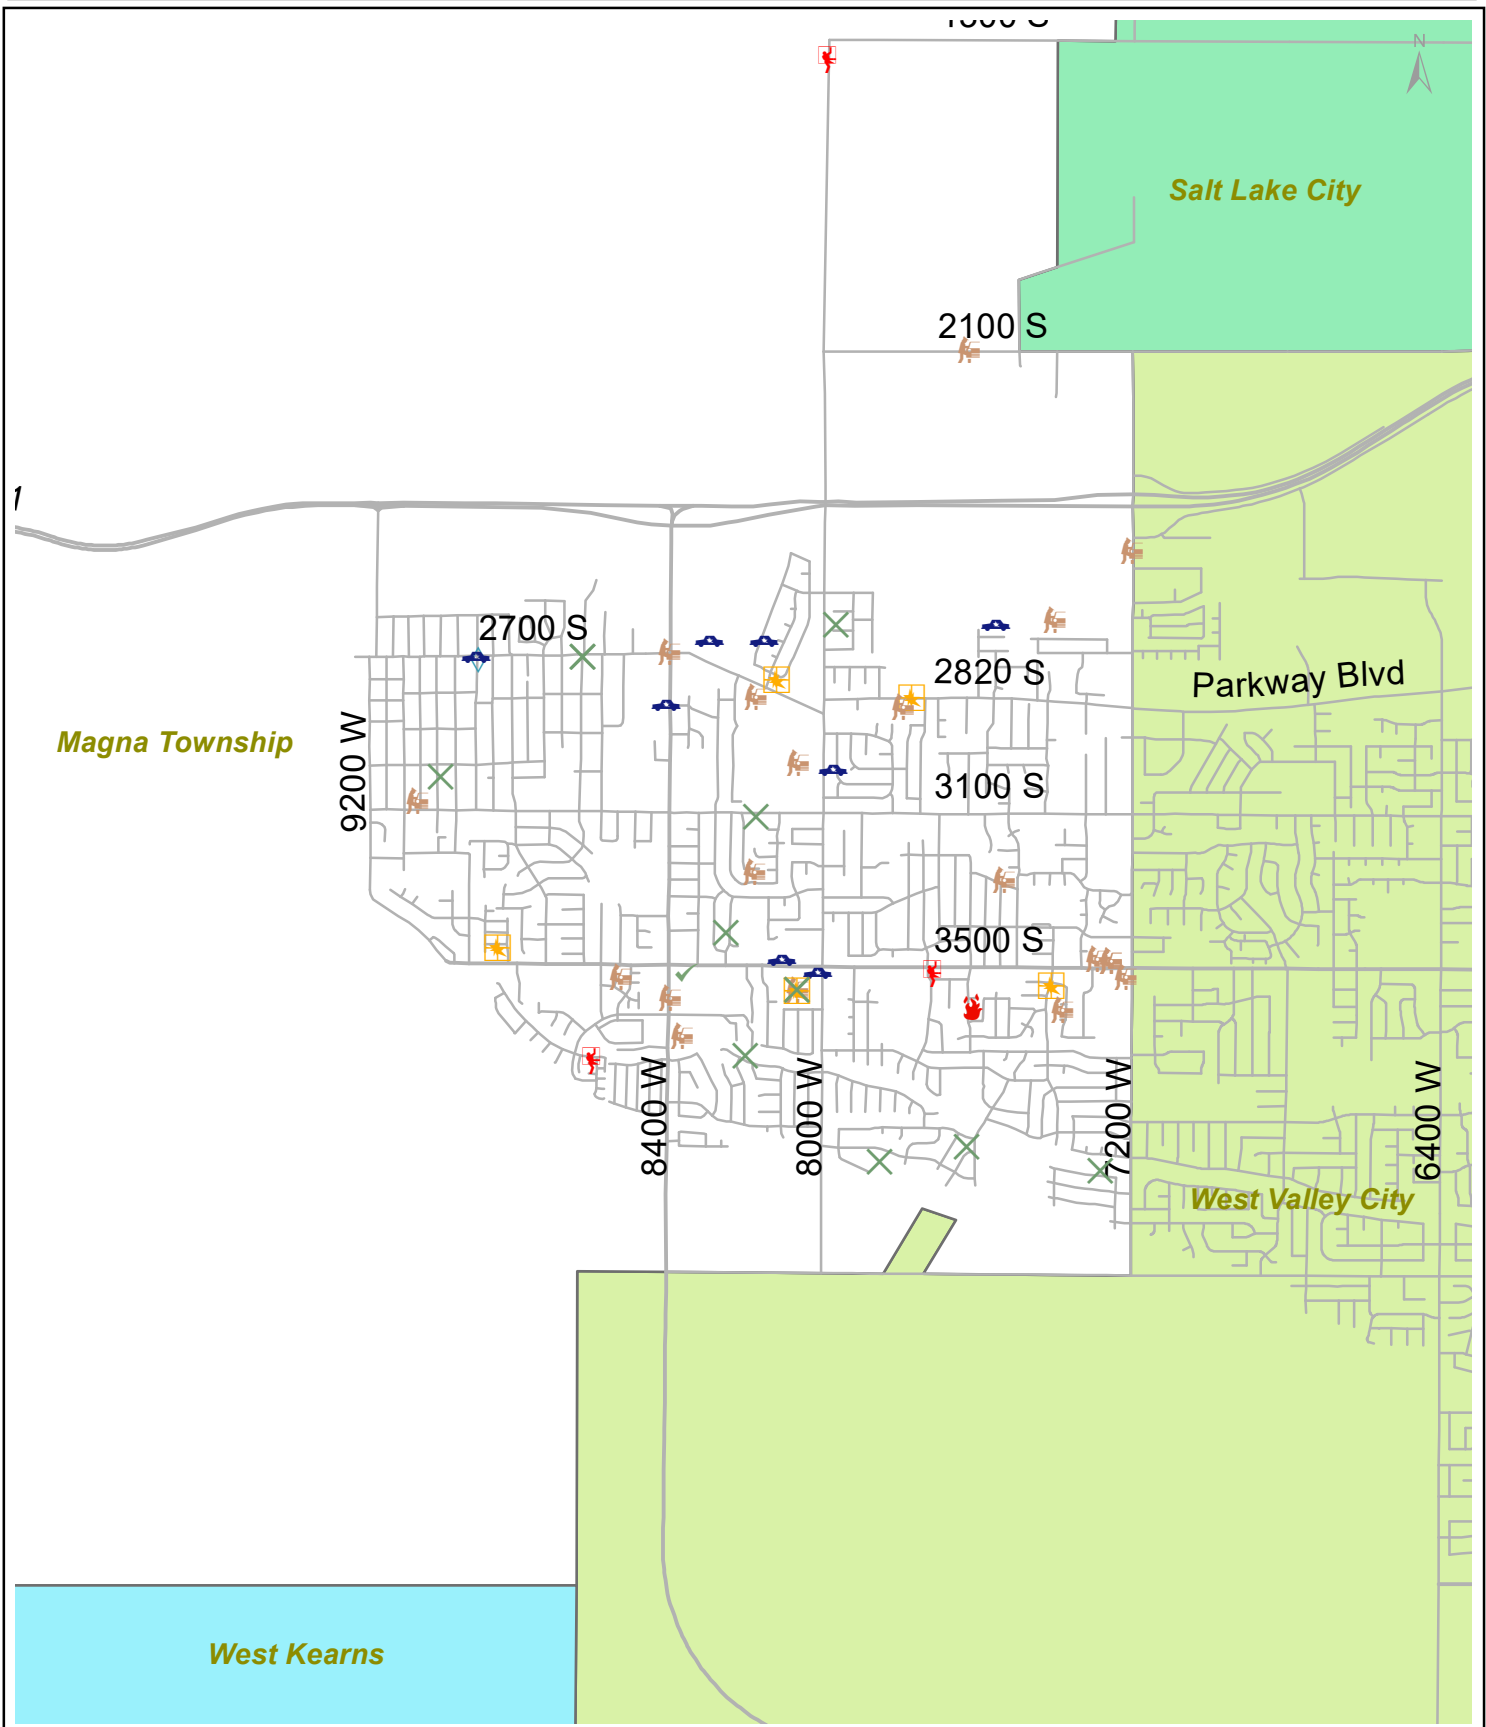 N
Salt Lake City
2100 S
2700 S
2820 S
Parkway Blvd
Magna Township
9200 W
3100 S
3500 S
8400 W
8000 W
7200 W
6400 W
West Valley City
West Kearns